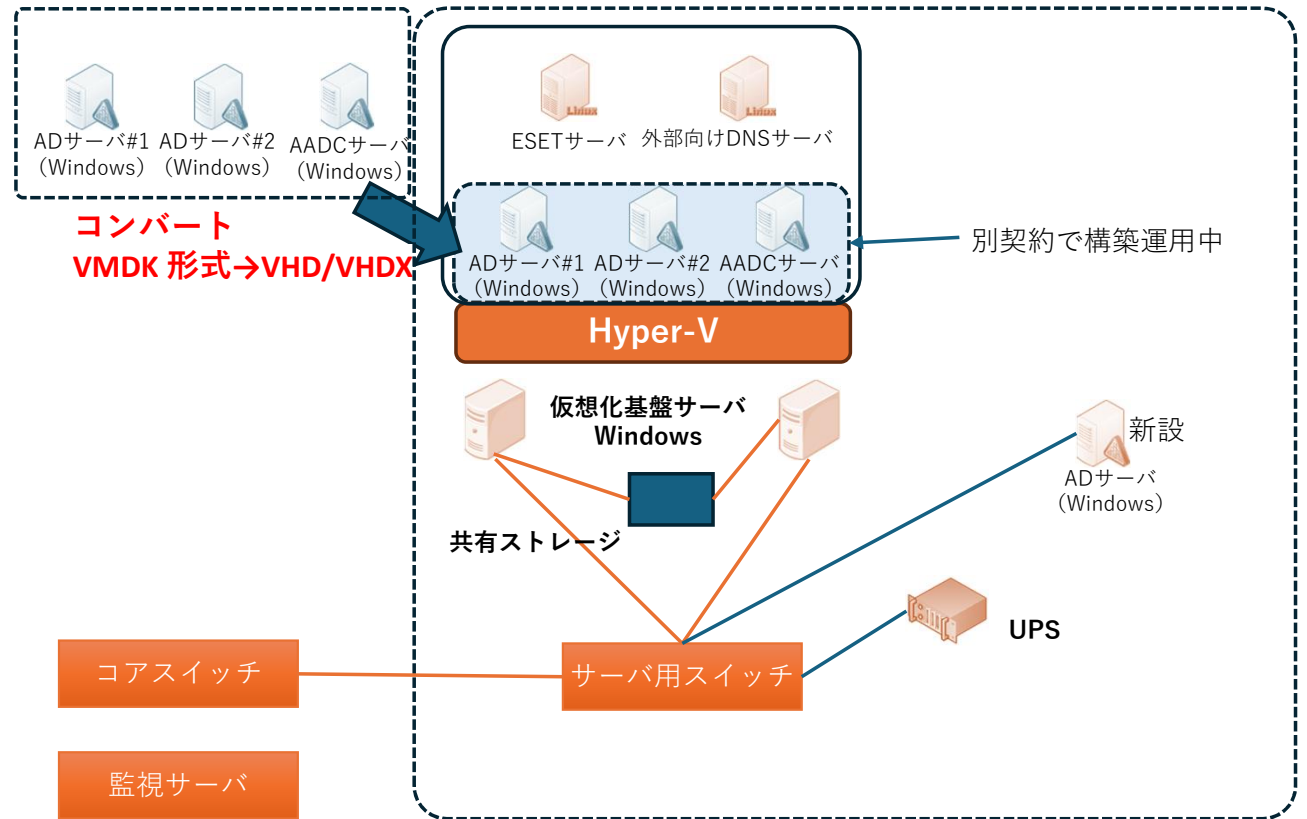 ADサーバ#1
(Windows)
ADサーバ#2
(Windows)
AADCサーバ
(Windows)
コンバート
VMDK 形式→VHD/VHDX
Linux
ESETサーバ
Linux
外部向けDNSサーバ
ADサーバ#1
(Windows)
ADサーバ#2
(Windows)
AADCサーバ
(Windows)
別契約で構築運用中
Hyper-V
仮想化基盤サーバ
Windows
共有ストレージ
新設
ADサーバ
(Windows)
UPS
コアスイッチ
サーバ用スイッチ
監視サーバ